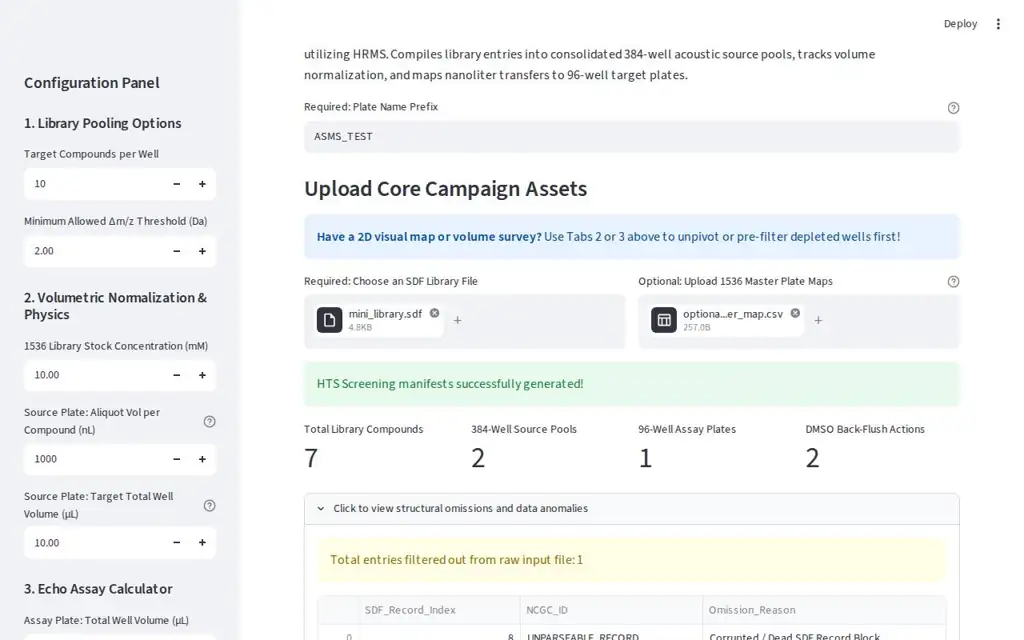 Deploy
Configuration Panel
1. Library Pooling Options
Target Compounds per Well
10
Minimum Allowed Δm/z Threshold (Da)
2.00
2. Volumetric Normalization &
Physics
1536 Library Stock Concentration (mM)
10.00
Source Plate: Aliquot Vol per
Compound (nL)
1000
Source Plate: Target Total Well
Volume (μL)
10.00
3. Echo Assay Calculator
Assay Plate: Total Well Volume (μL)
utilizing HRMS. Compiles library entries into consolidated 384-well acoustic source pools, tracks volume
normalization, and maps nanoliter transfers to 96-well target plates.
Required: Plate Name Prefix
ASMS_TEST
Upload Core Campaign Assets
Have a 2D visual map or volume survey? Use Tabs 2 or 3 above to unpivot or pre-filter depleted wells first!
Required: Choose an SDF Library File
mini_library.sdf
4.8KB
Optional: Upload 1536 Master Plate Maps
optiona...er_map.csv
257.0B
HTS Screening manifests successfully generated!
Total Library Compounds
7
384-Well Source Pools
2
96-Well Assay Plates
1
DMSO Back-Flush Actions
2
Click to view structural omissions and data anomalies
Total entries filtered out from raw input file: 1
SDF_Record_Index NCGC_ID Omission_Reason
0 8 UNPARSEABLE_RECORD Corrupted / Dead SDF Record Block